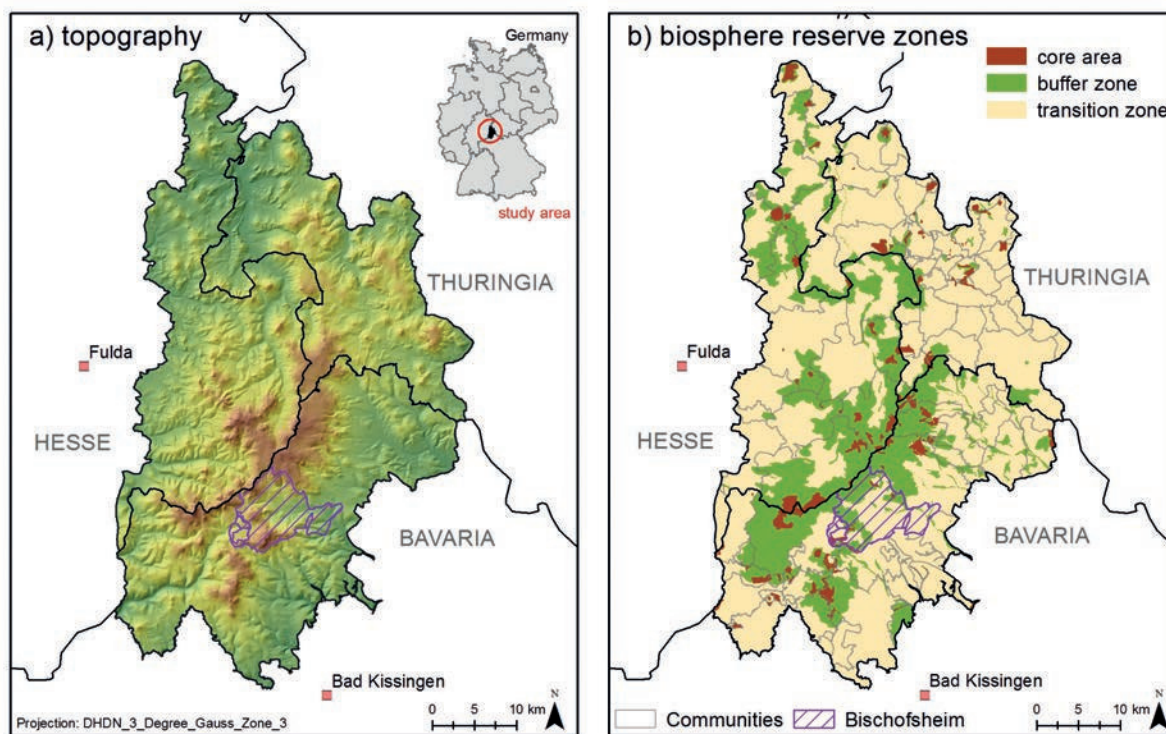 a) topography
Germany
study area
THURINGIA
Fulda
HESSE
BAVARIA
Bad Kissingen
N
Projection: DHDN_3_Degree_Gauss_Zone_3
0 5 10 km
b) biosphere reserve zones
core area
buffer zone
transition zone
THURINGIA
Fulda
HESSE
BAVARIA
Bad Kissingen
N
Communities
Bischofsheim
0 5 10 km